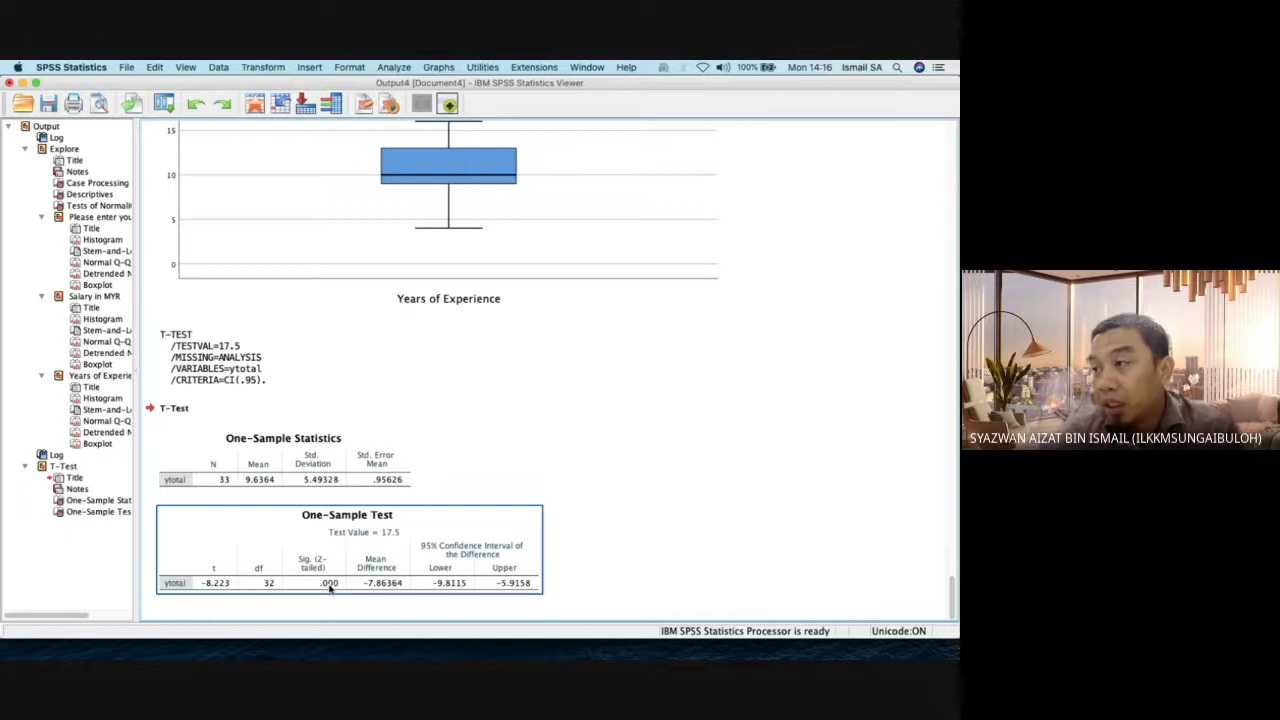 SPSS Statistics File Edit View Data Transform Insert Format Analyze Graphs Utilities Extensions Window Help 100% Mon 14:16 Ismail SA
Output4 [Document4] - IBM SPSS Statistics Viewer
Output
Log
Explore
Title
Notes
Case Processing
Descriptives
Tests of Normali
Please enter you
Title
Histogram
Stem-and-L
Normal Q-Q
Detrended N
Boxplot
Salary in MYR
Title
Histogram
Stem-and-L
Normal Q-Q
Detrended N
Boxplot
Years of Experie
Title
Histogram
Stem-and-L
Normal Q-Q
Detrended N
Boxplot
Log
T-Test
Title
Notes
One-Sample Stat
One-Sample Tes
15
10
5
0
Years of Experience
T-TEST
/TESTVAL=17.5
/MISSING=ANALYSIS
/VARIABLES=ytotal
/CRITERIA=CI(.95).
T-Test
One-Sample Statistics
N Mean Std. Deviation Std. Error Mean
ytotal 33 9.6364 5.49328 .95626
One-Sample Test
Test Value = 17.5
95% Confidence Interval of the Difference
t df Sig. (2-tailed) Mean Difference Lower Upper
ytotal -8.223 32 .000 -7.86364 -9.8115 -5.9158
IBM SPSS Statistics Processor is ready Unicode:ON
SYAZWAN AIZAT BIN ISMAIL (ILKKMSUNGAIBULOH)